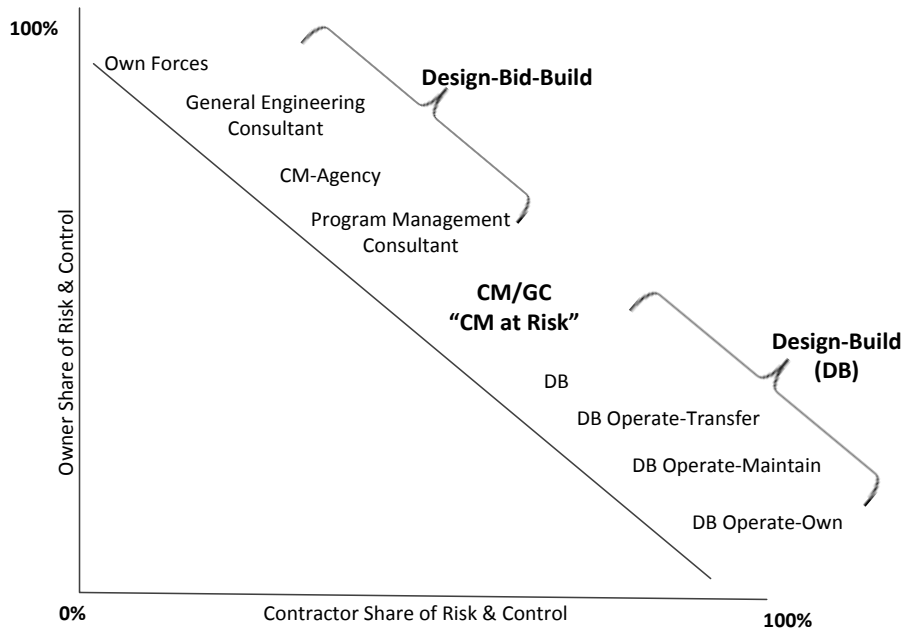 100%
Own Forces
Design-Bid-Build
General Engineering
Consultant
CM-Agency
Program Management
Consultant
Owner Share of Risk & Control
CM/GC
“CM at Risk”
Design-Build
(DB)
DB
DB Operate-Transfer
DB Operate-Maintain
DB Operate-Own
0%
Contractor Share of Risk & Control
100%